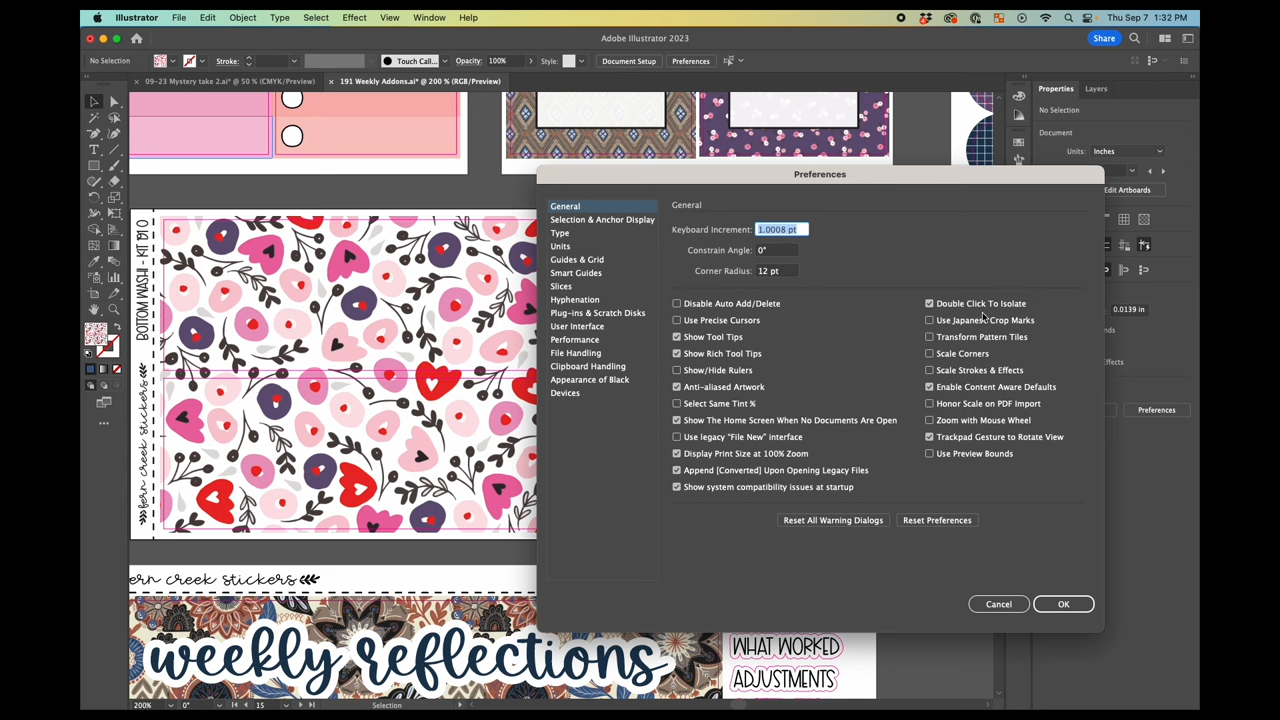 Illustrator File Edit Object Type Select Effect View Window Help Thu Sep 7 1:32 PM
Adobe Illustrator 2023
Share
No Selection
Stroke:
Touch Call...
Opacity: 100%
Style:
Document Setup
Preferences
× 09-23 Mystery take 2.ai* @ 50 % (CMYK/Preview)
× 191 Weekly Addons.ai* @ 200 % (RGB/Preview)
Properties
Layers
No Selection
Document
Units: Inches
Edit Artboards
0.0139 in
Preferences
Preferences
General
Selection & Anchor Display
Type
Units
Guides & Grid
Smart Guides
Slices
Hyphenation
Plug-ins & Scratch Disks
User Interface
Performance
File Handling
Clipboard Handling
Appearance of Black
Devices
General
Keyboard Increment: 1.0008 pt
Constrain Angle: 0°
Corner Radius: 12 pt
Disable Auto Add/Delete
Use Precise Cursors
Show Tool Tips
Show Rich Tool Tips
Show/Hide Rulers
Anti-aliased Artwork
Select Same Tint %
Show The Home Screen When No Documents Are Open
Use legacy "File New" interface
Display Print Size at 100% Zoom
Append [Converted] Upon Opening Legacy Files
Show system compatibility issues at startup
Double Click To Isolate
Use Japanese Crop Marks
Transform Pattern Tiles
Scale Corners
Scale Strokes & Effects
Enable Content Aware Defaults
Honor Scale on PDF Import
Zoom with Mouse Wheel
Trackpad Gesture to Rotate View
Use Preview Bounds
Reset All Warning Dialogs
Reset Preferences
Cancel
OK
BOTTOM WASHI - KIT 191.0
fern creek stickers
ern creek stickers
weekly reflections
WHAT WORKED
ADJUSTMENTS
200%
0°
15
Selection